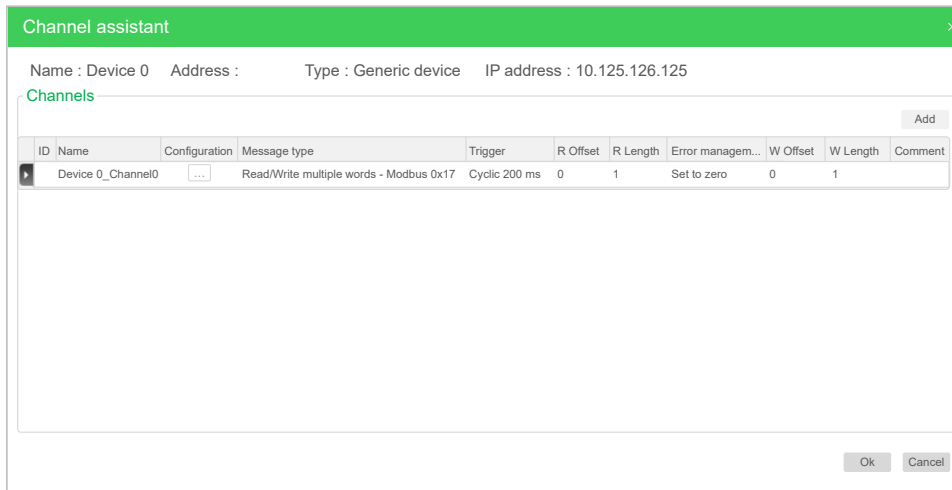 Channel assistant
Name : Device 0 Address : Type : Generic device IP address : 10.125.126.125
Channels
Add
ID Name Configuration Message type Trigger R Offset R Length Error managem... W Offset W Length Comment
Device 0_Channel0 ... Read/Write multiple words - Modbus 0x17 Cyclic 200 ms 0 1 Set to zero 0 1
Ok Cancel